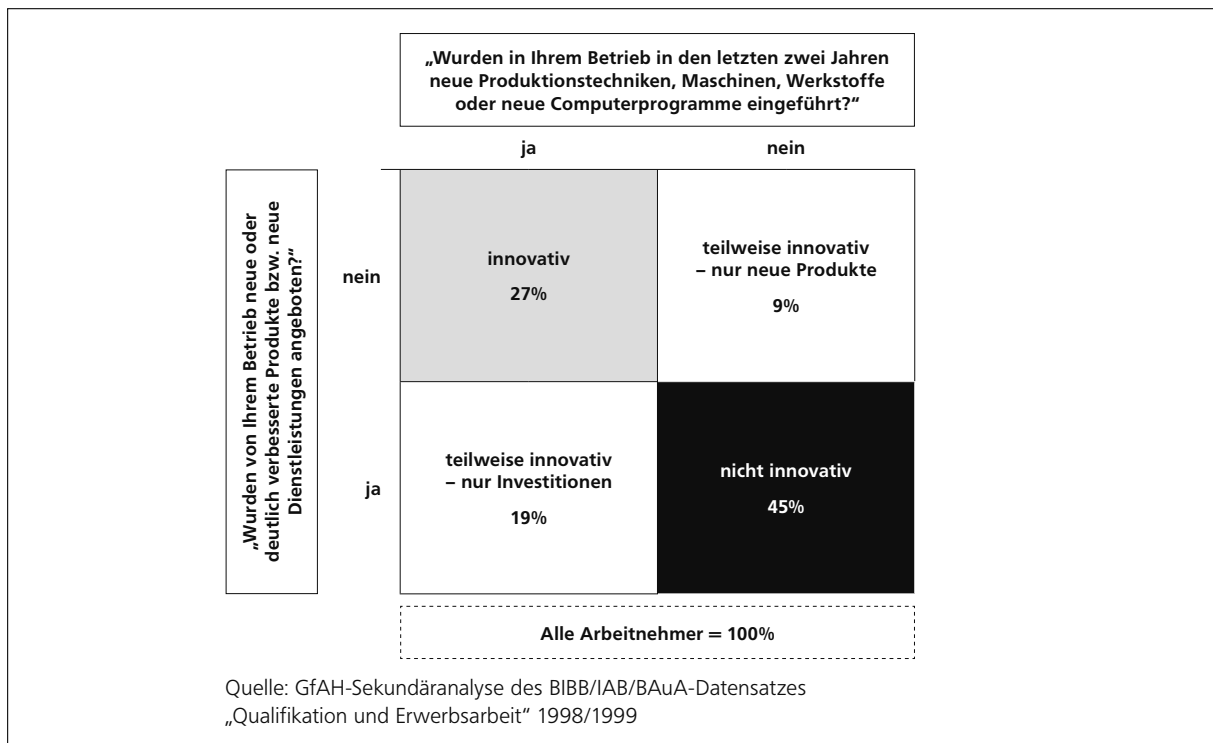 „Wurden in Ihrem Betrieb in den letzten zwei Jahren
neue Produktionstechniken, Maschinen, Werkstoffe
oder neue Computerprogramme eingeführt?“
ja
nein
„Wurden von Ihrem Betrieb neue oder
deutlich verbesserte Produkte bzw. neue
Dienstleistungen angeboten?“
nein
innovativ
27%
teilweise innovativ
– nur neue Produkte
9%
ja
teilweise innovativ
– nur Investitionen
19%
nicht innovativ
45%
Alle Arbeitnehmer = 100%
Quelle: GfAH-Sekundäranalyse des BIBB/IAB/BAuA-Datensatzes
„Qualifikation und Erwerbsarbeit“ 1998/1999